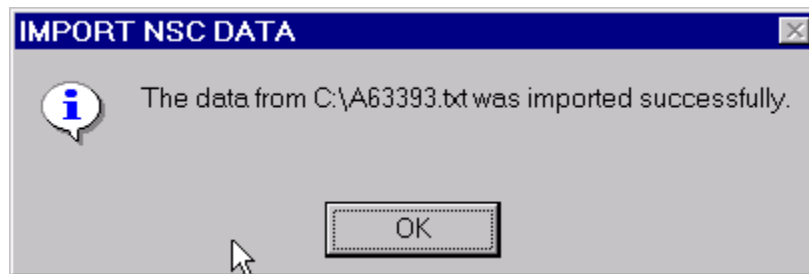 IMPORT NSC DATA
The data from C:\A63393.txt was imported successfully.
OK